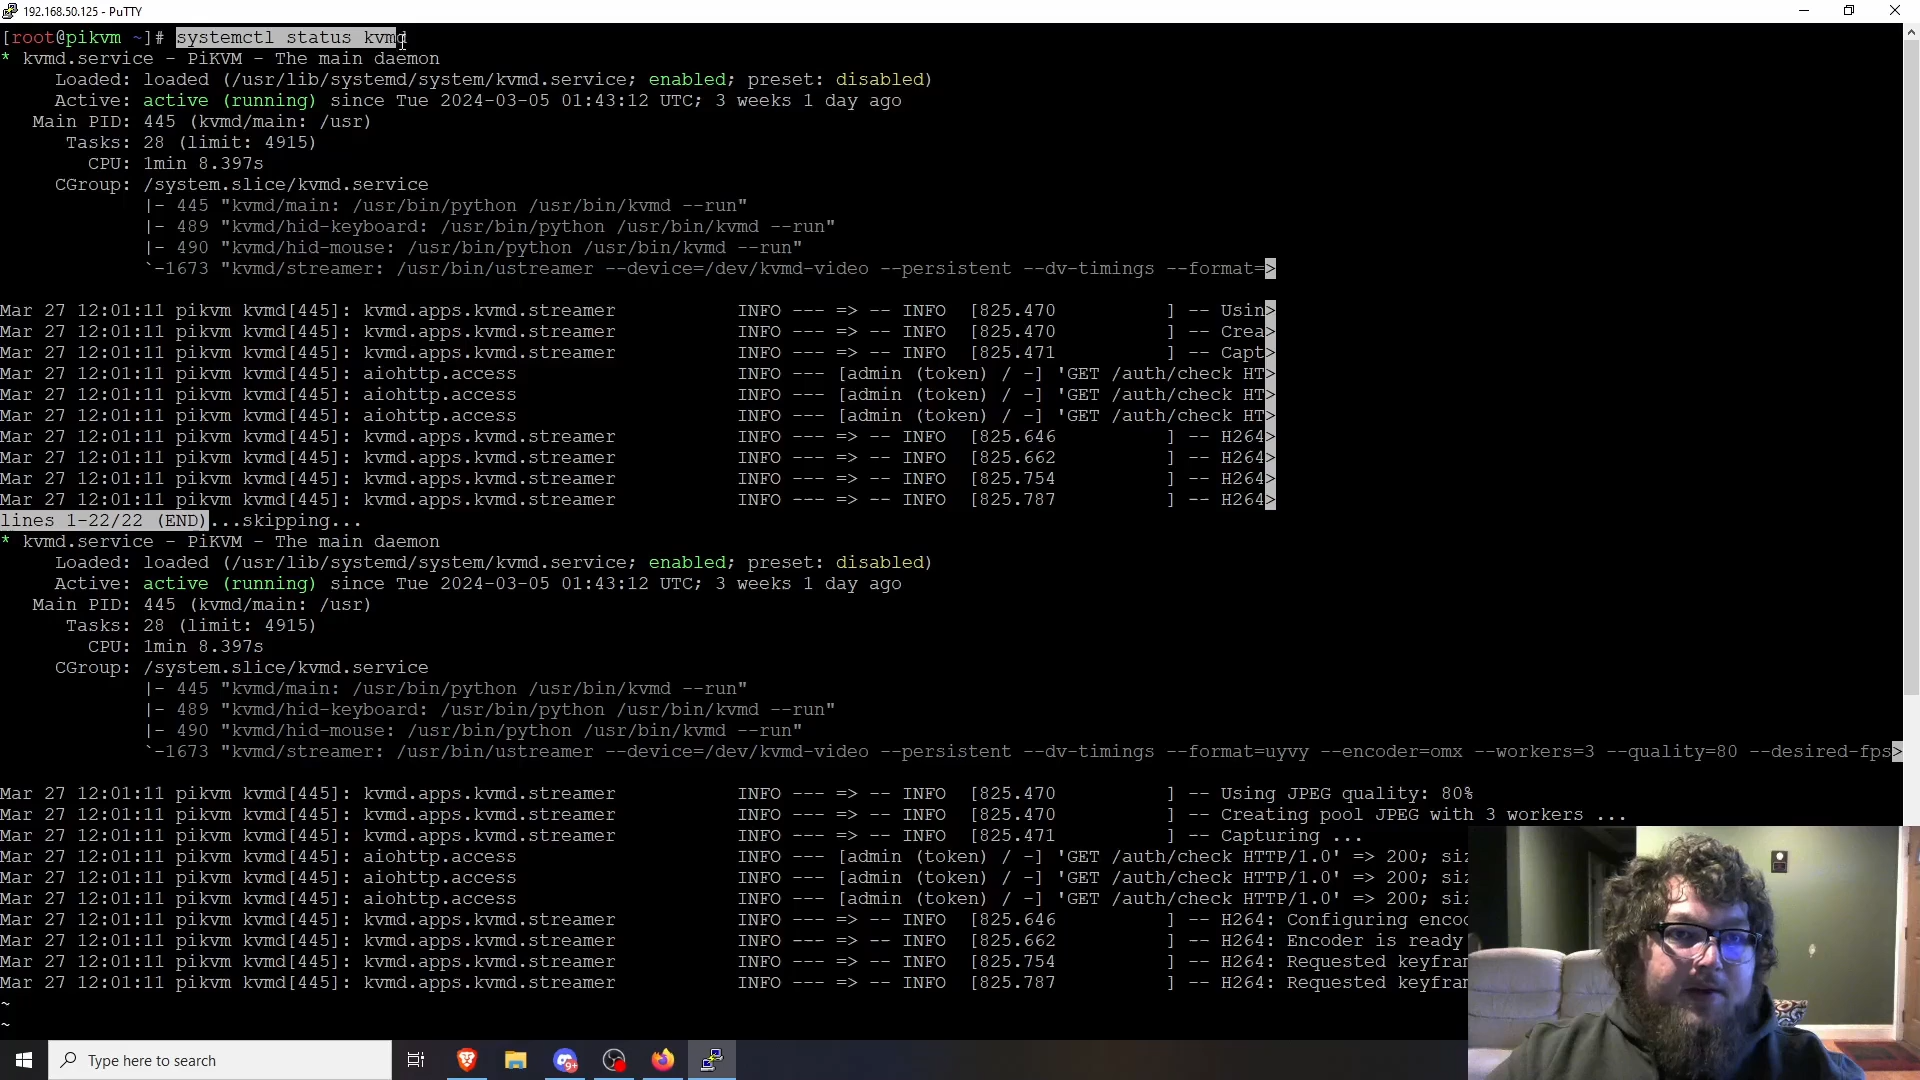 192.168.50.125 - PuTTY
[root@pikvm ~]# systemctl status kvmd
* kvmd.service - PiKVM - The main daemon
Loaded: loaded (/usr/lib/systemd/system/kvmd.service; enabled; preset: disabled)
Active: active (running) since Tue 2024-03-05 01:43:12 UTC; 3 weeks 1 day ago
Main PID: 445 (kvmd/main: /usr)
Tasks: 28 (limit: 4915)
CPU: 1min 8.397s
CGroup: /system.slice/kvmd.service
|- 445 "kvmd/main: /usr/bin/python /usr/bin/kvmd --run"
|- 489 "kvmd/hid-keyboard: /usr/bin/python /usr/bin/kvmd --run"
|- 490 "kvmd/hid-mouse: /usr/bin/python /usr/bin/kvmd --run"
`-1673 "kvmd/streamer: /usr/bin/ustreamer --device=/dev/kvmd-video --persistent --dv-timings --format=>
Mar 27 12:01:11 pikvm kvmd[445]: kvmd.apps.kvmd.streamer INFO --- => -- INFO [825.470 ] -- Usin>
Mar 27 12:01:11 pikvm kvmd[445]: kvmd.apps.kvmd.streamer INFO --- => -- INFO [825.470 ] -- Crea>
Mar 27 12:01:11 pikvm kvmd[445]: kvmd.apps.kvmd.streamer INFO --- => -- INFO [825.471 ] -- Capt>
Mar 27 12:01:11 pikvm kvmd[445]: aiohttp.access INFO --- [admin (token) / -] 'GET /auth/check HT>
Mar 27 12:01:11 pikvm kvmd[445]: aiohttp.access INFO --- [admin (token) / -] 'GET /auth/check HT>
Mar 27 12:01:11 pikvm kvmd[445]: aiohttp.access INFO --- [admin (token) / -] 'GET /auth/check HT>
Mar 27 12:01:11 pikvm kvmd[445]: kvmd.apps.kvmd.streamer INFO --- => -- INFO [825.646 ] -- H264>
Mar 27 12:01:11 pikvm kvmd[445]: kvmd.apps.kvmd.streamer INFO --- => -- INFO [825.662 ] -- H264>
Mar 27 12:01:11 pikvm kvmd[445]: kvmd.apps.kvmd.streamer INFO --- => -- INFO [825.754 ] -- H264>
Mar 27 12:01:11 pikvm kvmd[445]: kvmd.apps.kvmd.streamer INFO --- => -- INFO [825.787 ] -- H264>
lines 1-22/22 (END)...skipping...
* kvmd.service - PiKVM - The main daemon
Loaded: loaded (/usr/lib/systemd/system/kvmd.service; enabled; preset: disabled)
Active: active (running) since Tue 2024-03-05 01:43:12 UTC; 3 weeks 1 day ago
Main PID: 445 (kvmd/main: /usr)
Tasks: 28 (limit: 4915)
CPU: 1min 8.397s
CGroup: /system.slice/kvmd.service
|- 445 "kvmd/main: /usr/bin/python /usr/bin/kvmd --run"
|- 489 "kvmd/hid-keyboard: /usr/bin/python /usr/bin/kvmd --run"
|- 490 "kvmd/hid-mouse: /usr/bin/python /usr/bin/kvmd --run"
`-1673 "kvmd/streamer: /usr/bin/ustreamer --device=/dev/kvmd-video --persistent --dv-timings --format=uyvy --encoder=omx --workers=3 --quality=80 --desired-fps>
Mar 27 12:01:11 pikvm kvmd[445]: kvmd.apps.kvmd.streamer INFO --- => -- INFO [825.470 ] -- Using JPEG quality: 80%
Mar 27 12:01:11 pikvm kvmd[445]: kvmd.apps.kvmd.streamer INFO --- => -- INFO [825.470 ] -- Creating pool JPEG with 3 workers ...
Mar 27 12:01:11 pikvm kvmd[445]: kvmd.apps.kvmd.streamer INFO --- => -- INFO [825.471 ] -- Capturing ...
Mar 27 12:01:11 pikvm kvmd[445]: aiohttp.access INFO --- [admin (token) / -] 'GET /auth/check HTTP/1.0' => 200; siz
Mar 27 12:01:11 pikvm kvmd[445]: aiohttp.access INFO --- [admin (token) / -] 'GET /auth/check HTTP/1.0' => 200; siz
Mar 27 12:01:11 pikvm kvmd[445]: aiohttp.access INFO --- [admin (token) / -] 'GET /auth/check HTTP/1.0' => 200; siz
Mar 27 12:01:11 pikvm kvmd[445]: kvmd.apps.kvmd.streamer INFO --- => -- INFO [825.646 ] -- H264: Configuring enco
Mar 27 12:01:11 pikvm kvmd[445]: kvmd.apps.kvmd.streamer INFO --- => -- INFO [825.662 ] -- H264: Encoder is ready
Mar 27 12:01:11 pikvm kvmd[445]: kvmd.apps.kvmd.streamer INFO --- => -- INFO [825.754 ] -- H264: Requested keyfram
Mar 27 12:01:11 pikvm kvmd[445]: kvmd.apps.kvmd.streamer INFO --- => -- INFO [825.787 ] -- H264: Requested keyfram
~
~
Type here to search
9+